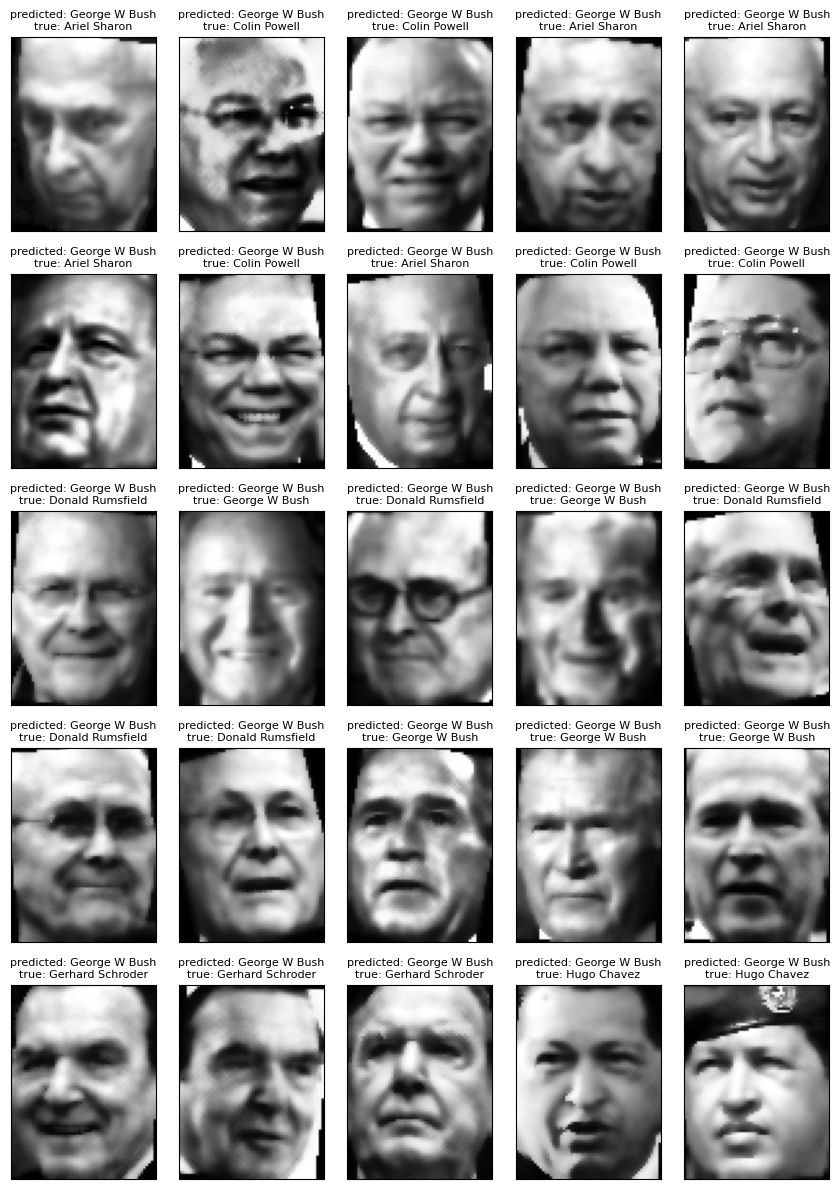 predicted: George W Bush
true: Ariel Sharon
predicted: George W Bush
true: Colin Powell
predicted: George W Bush
true: Colin Powell
predicted: George W Bush
true: Ariel Sharon
predicted: George W Bush
true: Ariel Sharon
predicted: George W Bush
true: Ariel Sharon
predicted: George W Bush
true: Colin Powell
predicted: George W Bush
true: Ariel Sharon
predicted: George W Bush
true: Colin Powell
predicted: George W Bush
true: Colin Powell
predicted: George W Bush
true: Donald Rumsfield
predicted: George W Bush
true: George W Bush
predicted: George W Bush
true: Donald Rumsfield
predicted: George W Bush
true: George W Bush
predicted: George W Bush
true: Donald Rumsfield
predicted: George W Bush
true: Donald Rumsfield
predicted: George W Bush
true: Donald Rumsfield
predicted: George W Bush
true: George W Bush
predicted: George W Bush
true: George W Bush
predicted: George W Bush
true: George W Bush
predicted: George W Bush
true: Gerhard Schroder
predicted: George W Bush
true: Gerhard Schroder
predicted: George W Bush
true: Gerhard Schroder
predicted: George W Bush
true: Hugo Chavez
predicted: George W Bush
true: Hugo Chavez